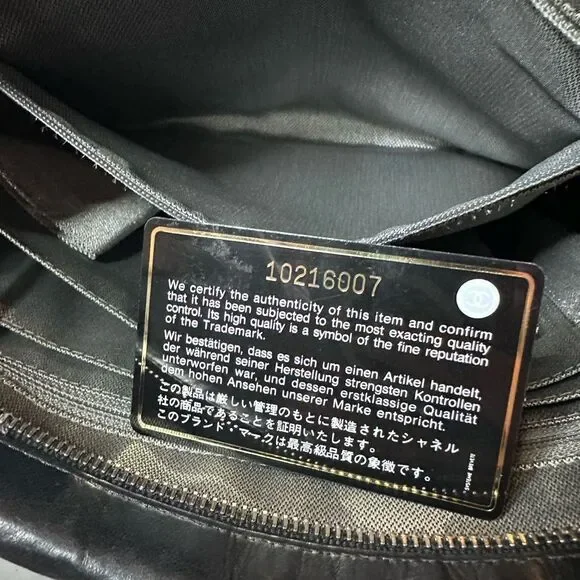 10216007
We certify the authenticity of this item and confirm
that it has been subjected to the most exacting quality
control. Its high quality is a symbol of the fine reputation
of the Trademark.
Wir bestätigen, dass es sich um einen Artikel handelt,
der während seiner Herstellung strengsten Kontrollen
unterworfen war, und dessen erstklassige Qualität
dem hohen Ansehen unserer Marke entspricht.
この製品は厳しい管理のもとに製造されたシャネル
社の商品であることを証明いたします。
このブランド・マークは最高級品質の象徴です。